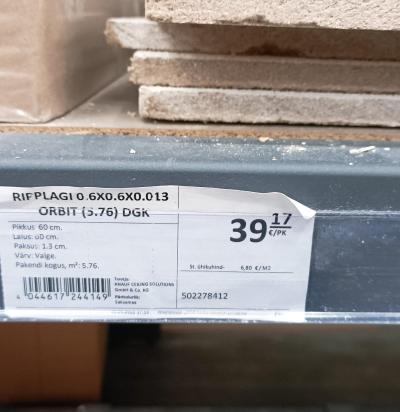 RIPPLAGI 0.6X0.6X0.013
ORBIT (5.76) DGK
Pikkus: 60 cm.
Laius: 60 cm.
Paksus: 1.3 cm.
Värv: Valge.
Pakendi kogus, m²: 5.76.
39 17
€/PK
St. ühikuhind- 6,80 €/M2
Tootja:
KNAUF CEILING SOLUTIONS
GmbH & Co. KG
Päritoluriik:
Saksamaa
4 044617 244149
502278412